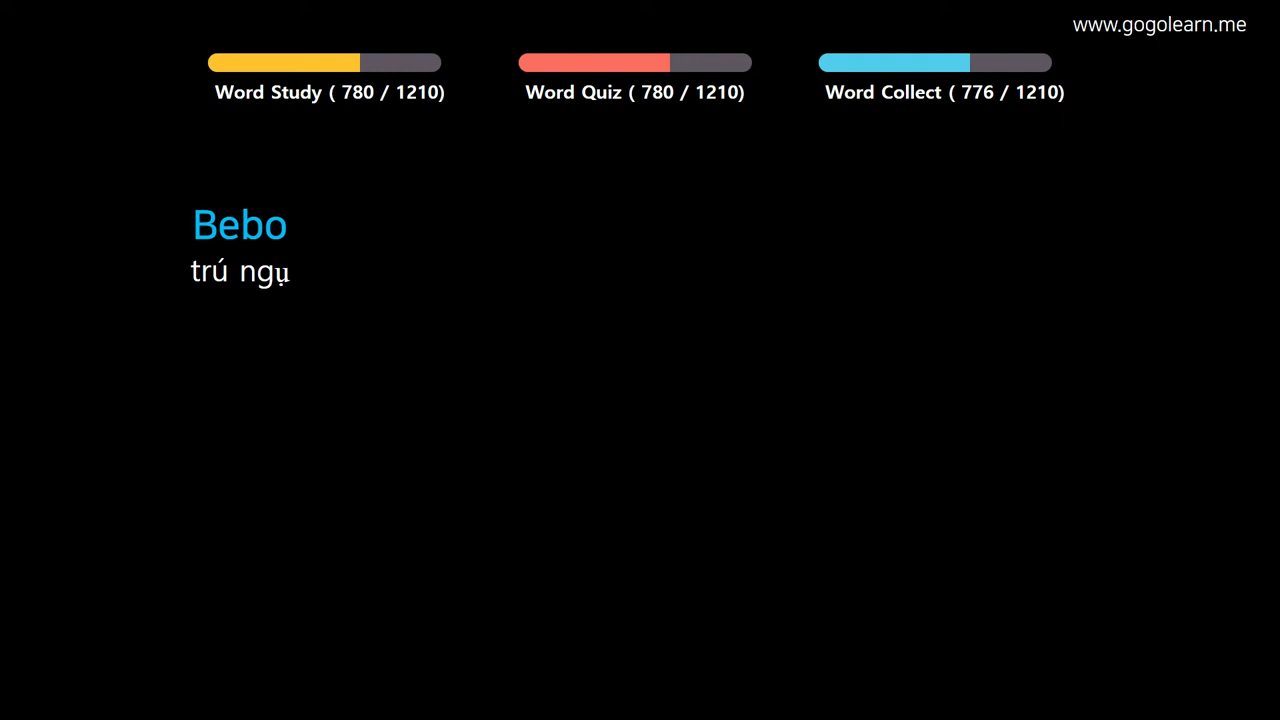 www.gogolearn.me
Word Study ( 780 / 1210)
Word Quiz ( 780 / 1210)
Word Collect ( 776 / 1210)
Bebo
trú ngụ